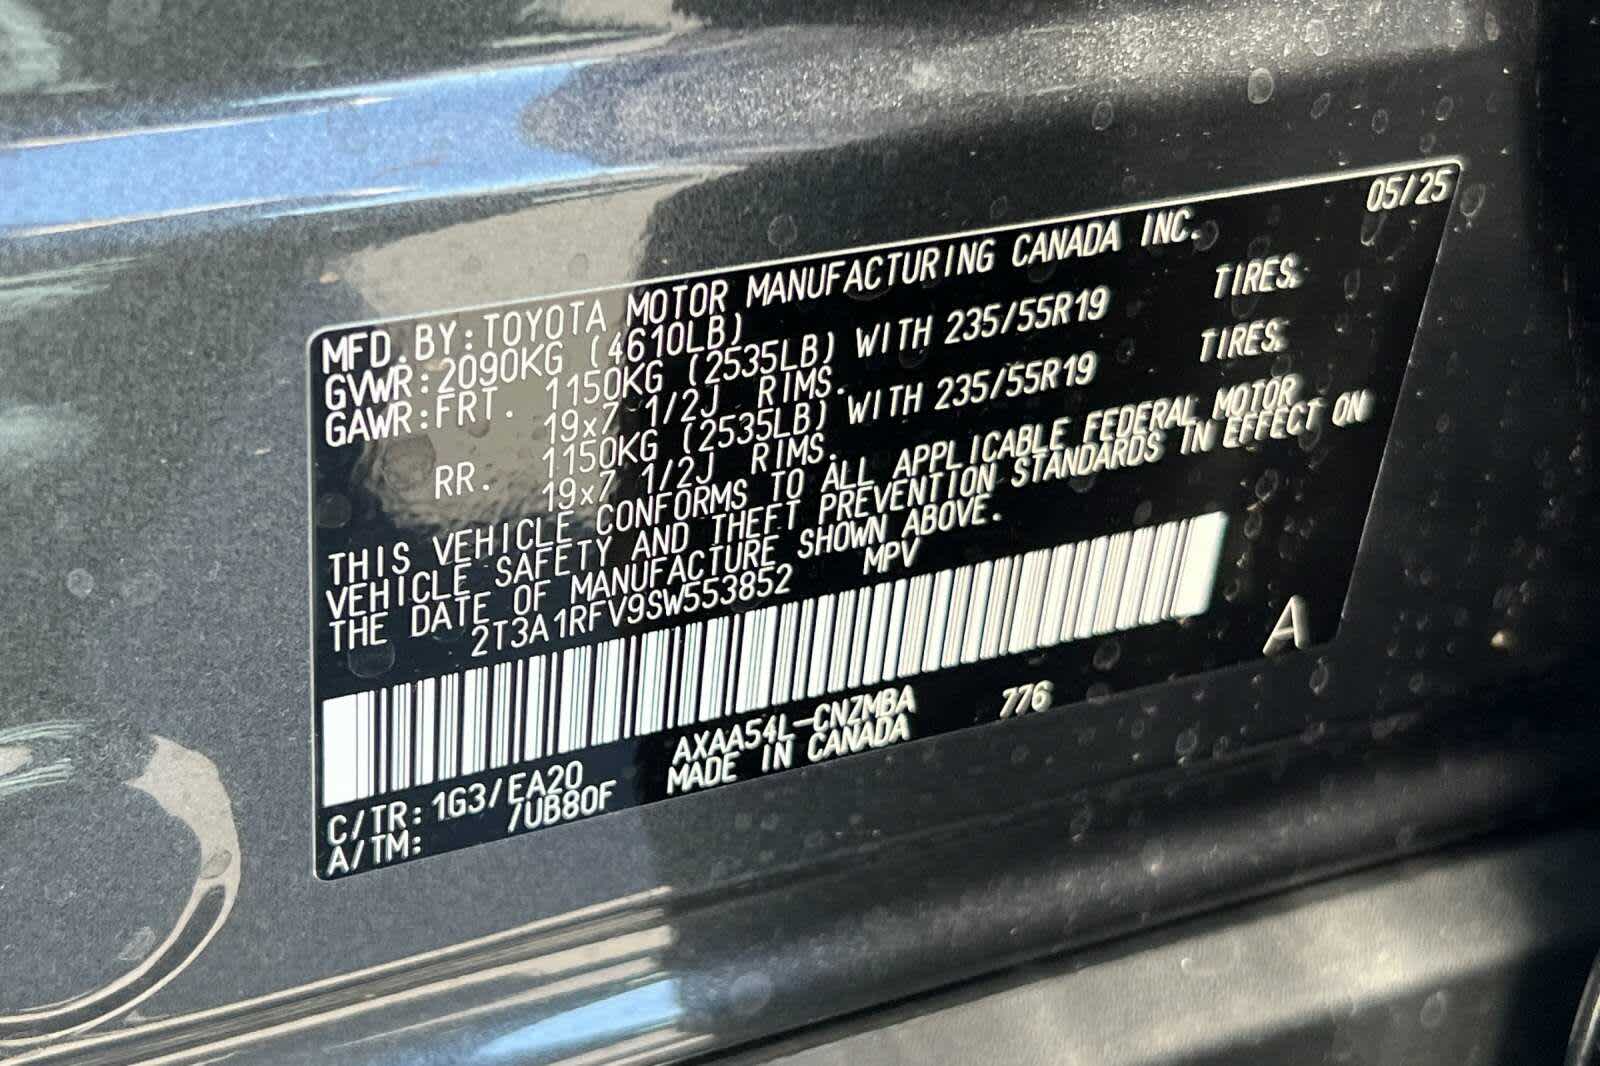 05/25
MFD.BY:TOYOTA MOTOR MANUFACTURING CANADA INC.
GVWR:2090KG (4610LB)
GAWR:FRT. 1150KG (2535LB) WITH 235/55R19 TIRES,
19x7 1/2J RIMS.
RR. 1150KG (2535LB) WITH 235/55R19 TIRES,
19x7 1/2J RIMS.
THIS VEHICLE CONFORMS TO ALL APPLICABLE FEDERAL MOTOR
VEHICLE SAFETY AND THEFT PREVENTION STANDARDS IN EFFECT ON
THE DATE OF MANUFACTURE SHOWN ABOVE.
2T3A1RFV9SW553852 MPV
A
C/TR:1G3/EA20 AXAA54L-CNZMBA 776
A/TM: /UB80F MADE IN CANADA